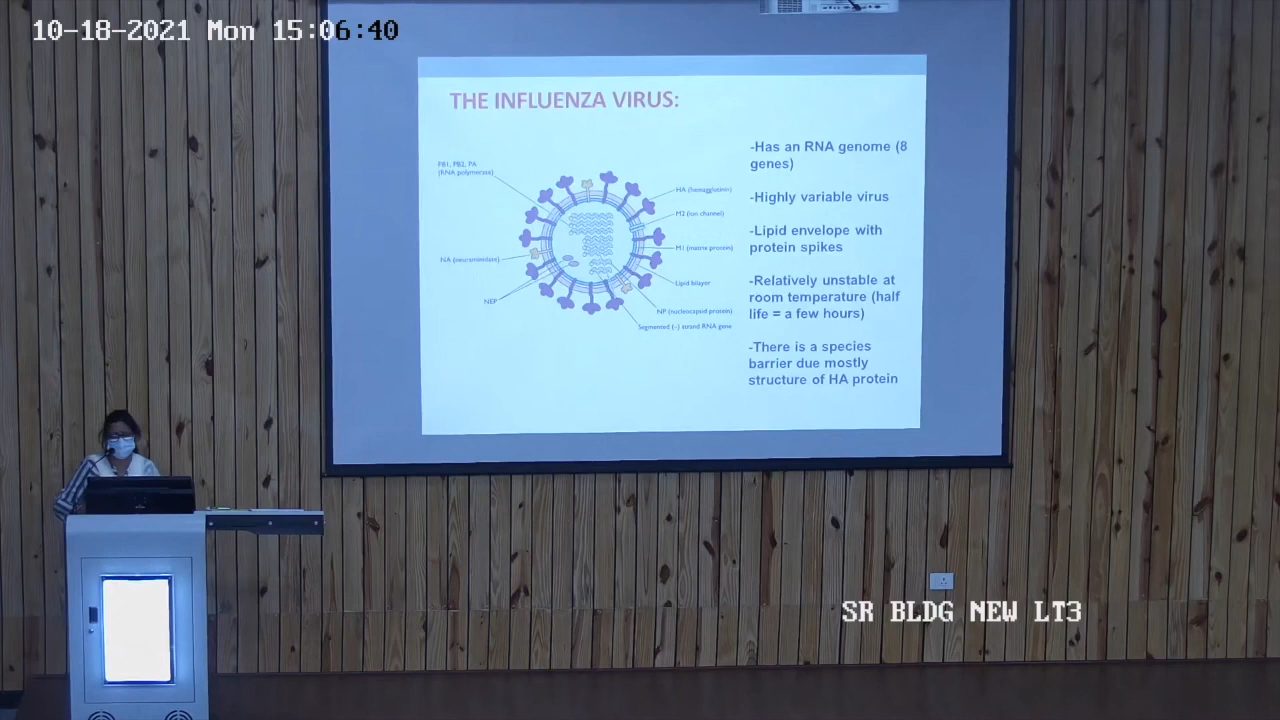 10-18-2021 Mon 15:06:40
THE INFLUENZA VIRUS:
PB1, PB2, PA
(RNA polymerase)
HA (hemagglutinin)
M2 (ion channel)
M1 (matrix protein)
NA (neuraminidase)
Lipid bilayer
NEP
NP (nucleocapsid protein)
Segmented (-) strand RNA gene
-Has an RNA genome (8
genes)
-Highly variable virus
-Lipid envelope with
protein spikes
-Relatively unstable at
room temperature (half
life = a few hours)
-There is a species
barrier due mostly
structure of HA protein
SR BLDG NEW LT3